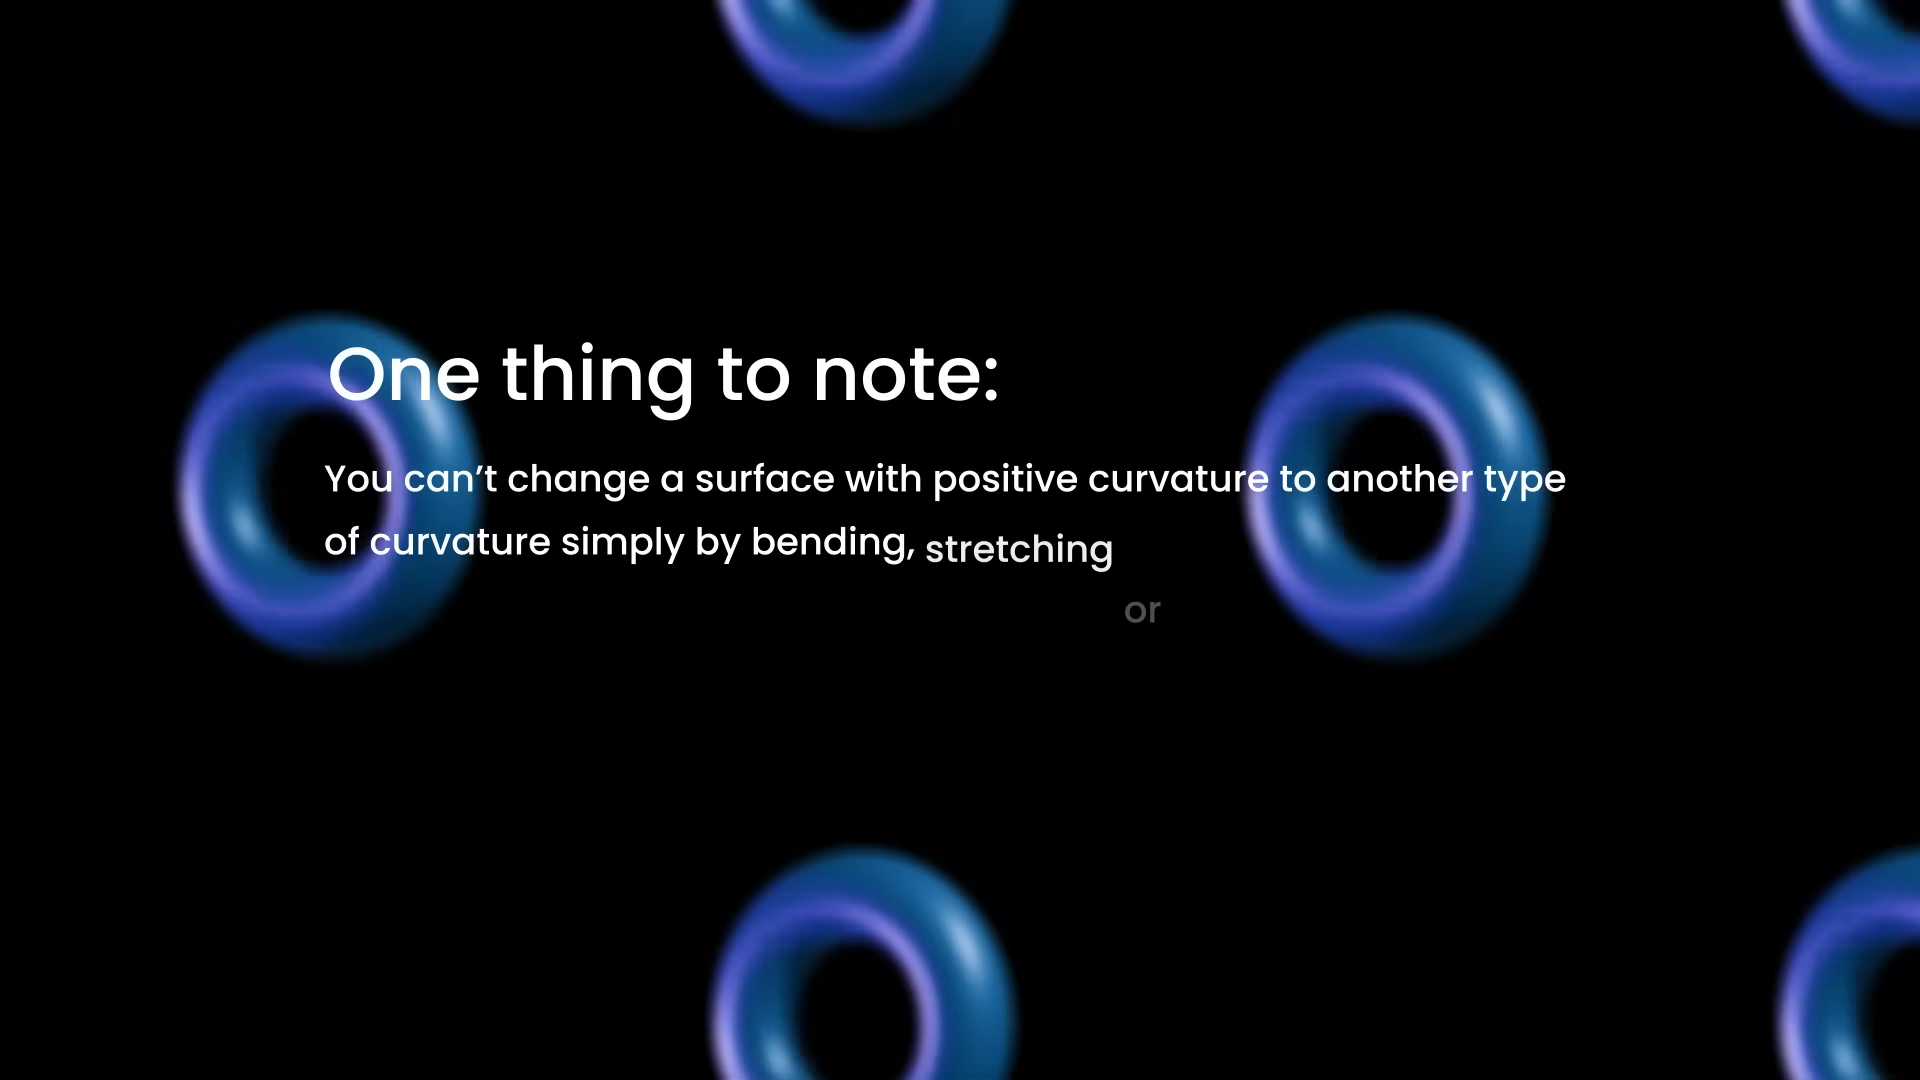 One thing to note:
You can’t change a surface with positive curvature to another type
of curvature simply by bending, stretching
or